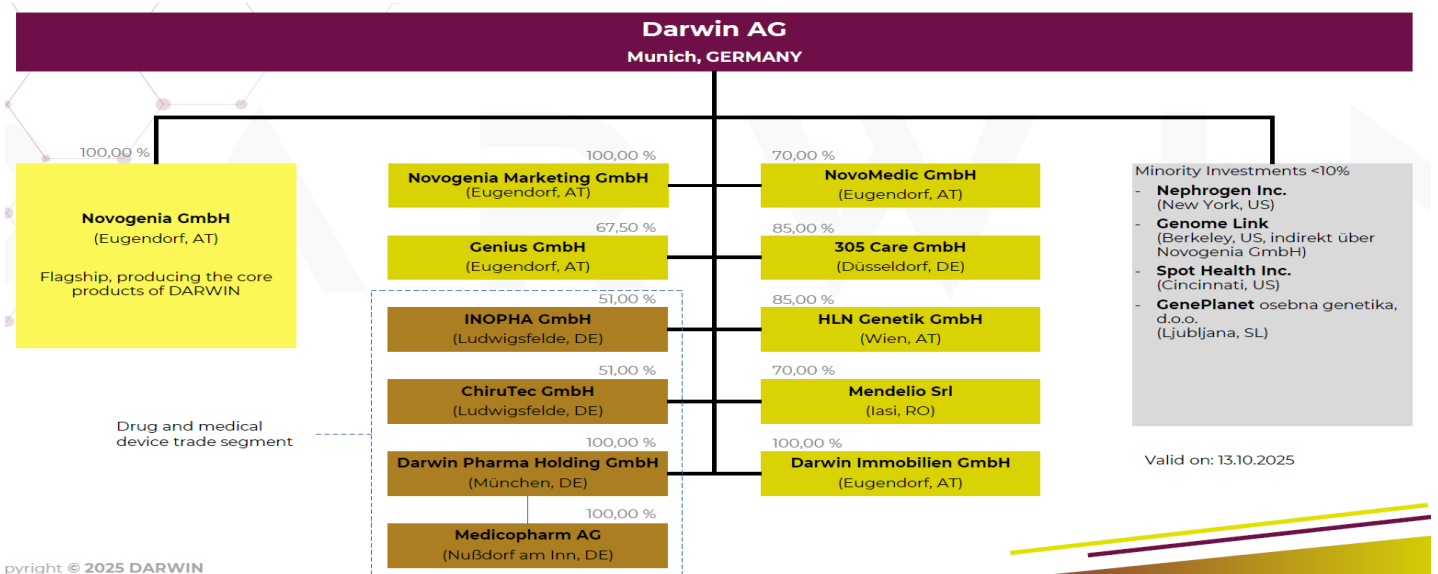 Darwin AG
Munich, GERMANY
100,00 %
Novogenia GmbH
(Eugendorf, AT)
Flagship, producing the core
products of DARWIN
100,00 %
Novogenia Marketing GmbH
(Eugendorf, AT)
67,50 %
Genius GmbH
(Eugendorf, AT)
51,00 %
INOPHA GmbH
(Ludwigsfelde, DE)
51,00 %
ChiruTec GmbH
(Ludwigsfelde, DE)
100,00 %
Darwin Pharma Holding GmbH
(München, DE)
100,00 %
Medicopharm AG
(Nußdorf am Inn, DE)
Drug and medical
device trade segment
70,00 %
NovoMedic GmbH
(Eugendorf, AT)
85,00 %
305 Care GmbH
(Düsseldorf, DE)
85,00 %
HLN Genetik GmbH
(Wien, AT)
70,00 %
Mendelio Srl
(Iasi, RO)
100,00 %
Darwin Immobilien GmbH
(Eugendorf, AT)
Minority Investments <10%
- Nephrogen Inc.
(New York, US)
- Genome Link
(Berkeley, US, indirekt über
Novogenia GmbH)
- Spot Health Inc.
(Cincinnati, US)
- GenePlanet osebna genetika,
d.o.o.
(Ljubljana, SL)
Valid on: 13.10.2025
pyright © 2025 DARWIN